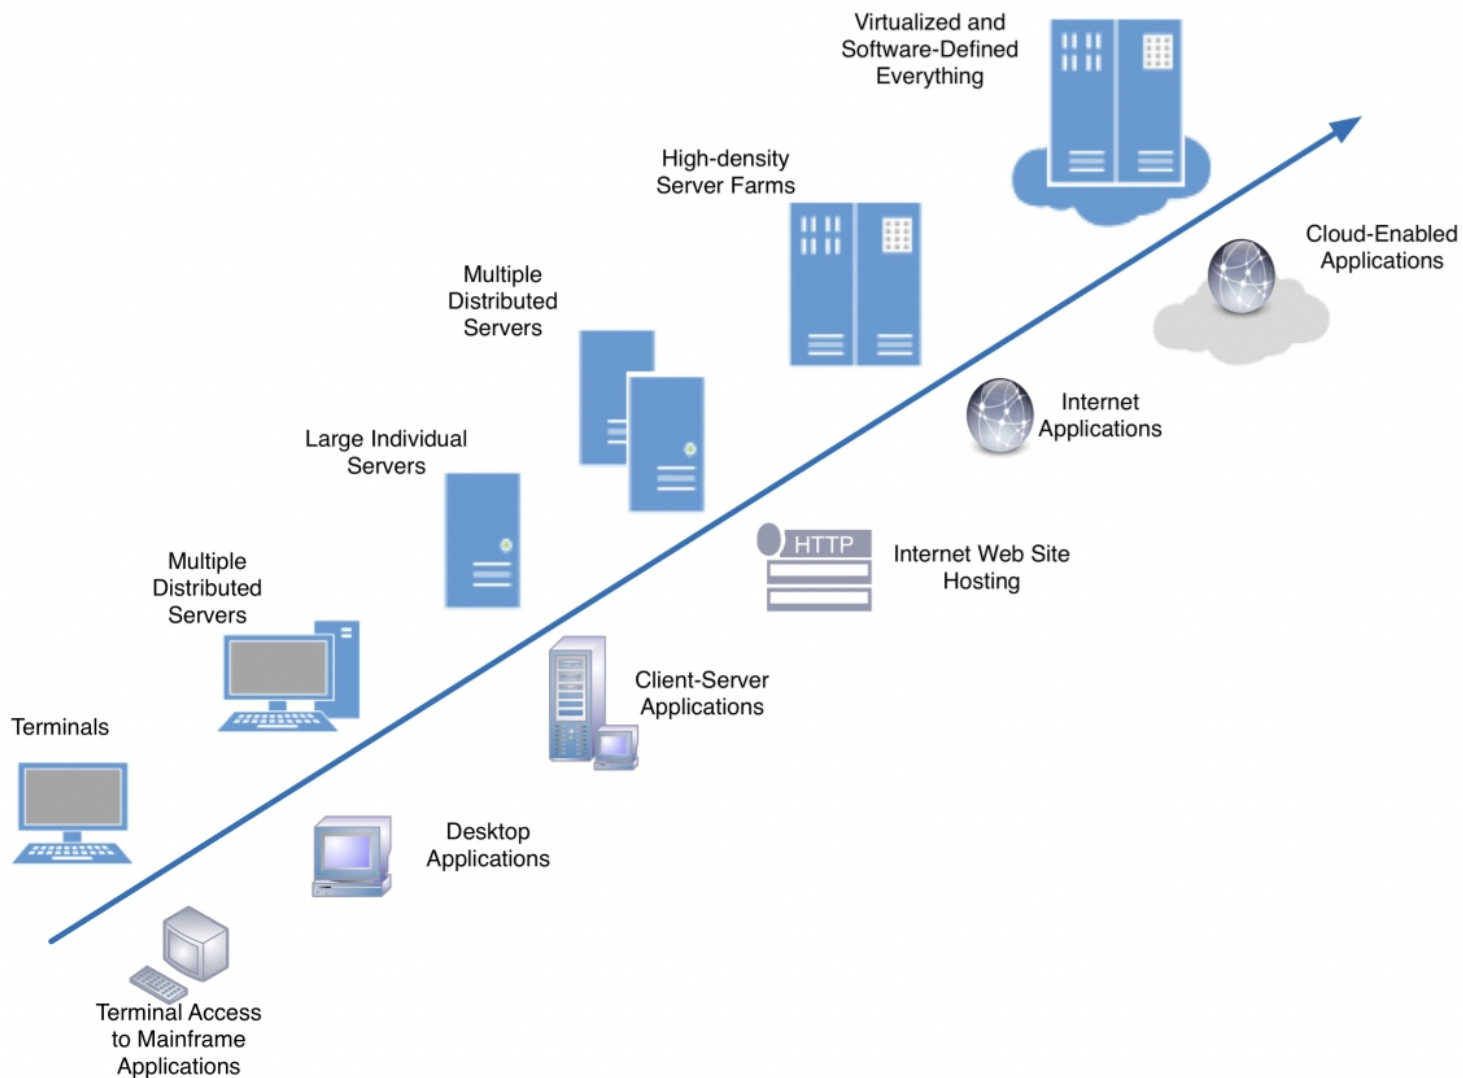 Virtualized and
Software-Defined
Everything
High-density
Server Farms
Cloud-Enabled
Applications
Multiple
Distributed
Servers
Internet
Applications
Large Individual
Servers
HTTP
Internet Web Site
Hosting
Multiple
Distributed
Servers
Client-Server
Applications
Terminals
Desktop
Applications
Terminal Access
to Mainframe
Applications